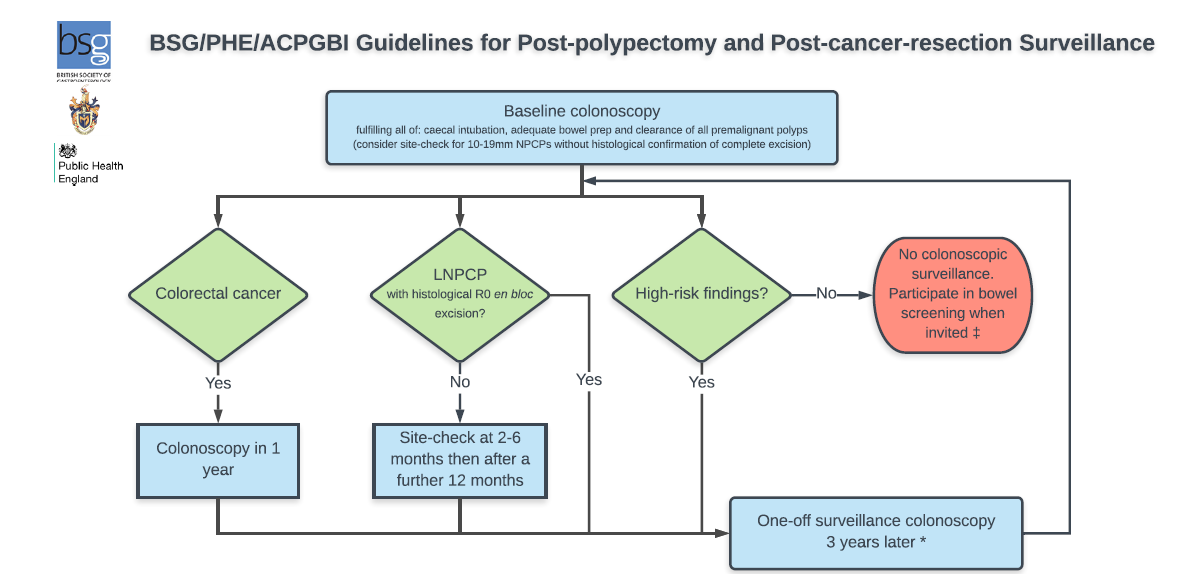 bsg
BSG/PHE/ACPGBI Guidelines for Post-polypectomy and Post-cancer-resection Surveillance
BRITISH SOCIETY OF
GASTROENTEROLOGY
Public Health
England
Baseline colonoscopy
fulfilling all of: caecal intubation, adequate bowel prep and clearance of all premalignant polyps
(consider site-check for 10-19mm NPCPs without histological confirmation of complete excision)
Colorectal cancer
LNPCP
with histological R0 en bloc
excision?
High-risk findings?
No
No colonoscopic
surveillance.
Participate in bowel
screening when
invited ‡
Yes
No
Yes
Yes
Colonoscopy in 1
year
Site-check at 2-6
months then after a
further 12 months
One-off surveillance colonoscopy
3 years later *